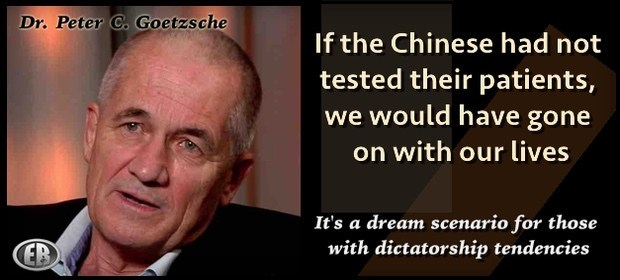 Dr. Peter C. Goetzsche
If the Chinese had not
tested their patients,
we would have gone
on with our lives
It's a dream scenario for those
with dictatorship tendencies
ER